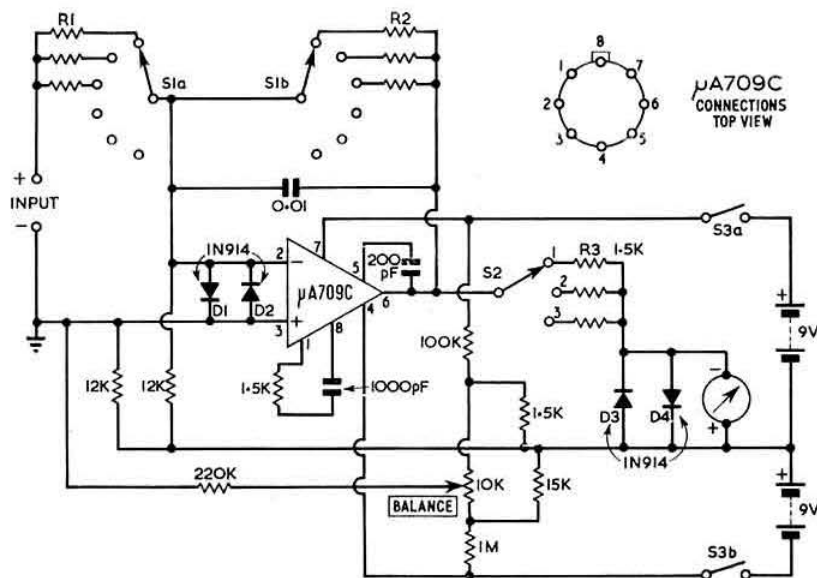 R1
R2
S1a
S1b
8
1
7
2
6
3
5
4
μA709C
CONNECTIONS
TOP VIEW
+
INPUT
-
0·01
S3a
1N914
2
-
7
5
200
pF
μA709C
6
4
3
+
1
8
D1
D2
S2
1
R3
1·5K
2
3
+
9V
100K
12K
12K
1·5K
1000pF
1·5K
D3
D4
-
+
1N914
220K
10K
15K
BALANCE
1M
+
9V
S3b